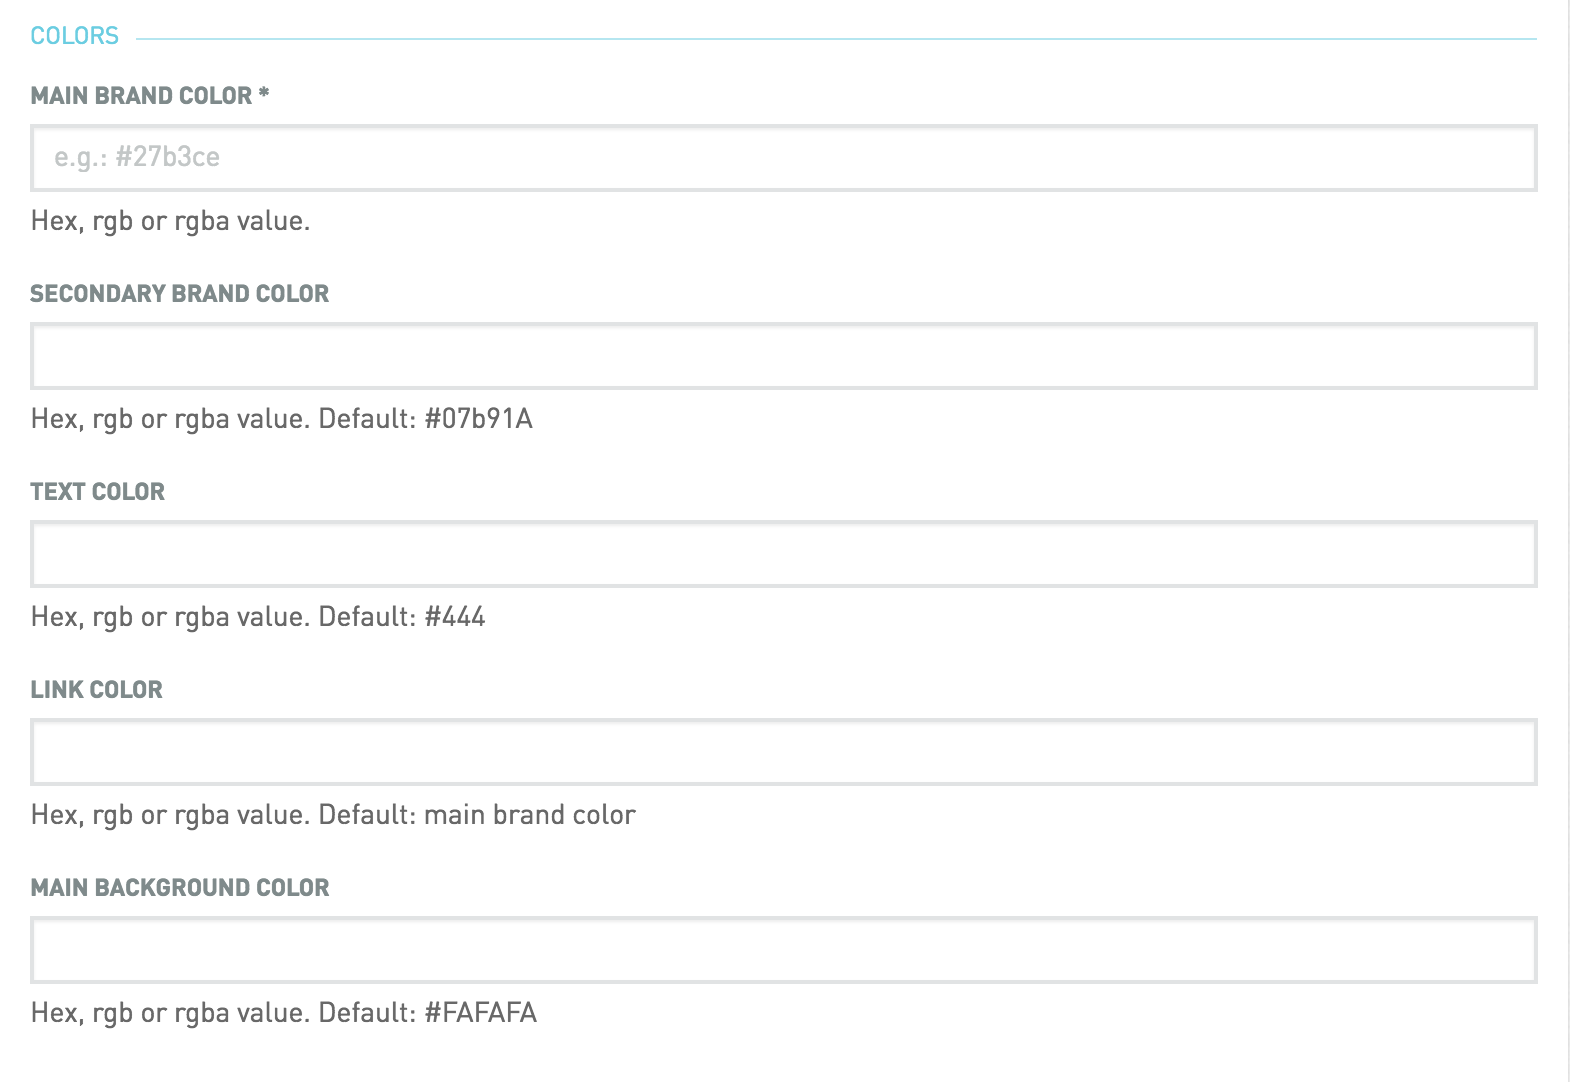 COLORS
MAIN BRAND COLOR *
e.g.: #27b3ce
Hex, rgb or rgba value.
SECONDARY BRAND COLOR
Hex, rgb or rgba value. Default: #07b91A
TEXT COLOR
Hex, rgb or rgba value. Default: #444
LINK COLOR
Hex, rgb or rgba value. Default: main brand color
MAIN BACKGROUND COLOR
Hex, rgb or rgba value. Default: #FAFAFA